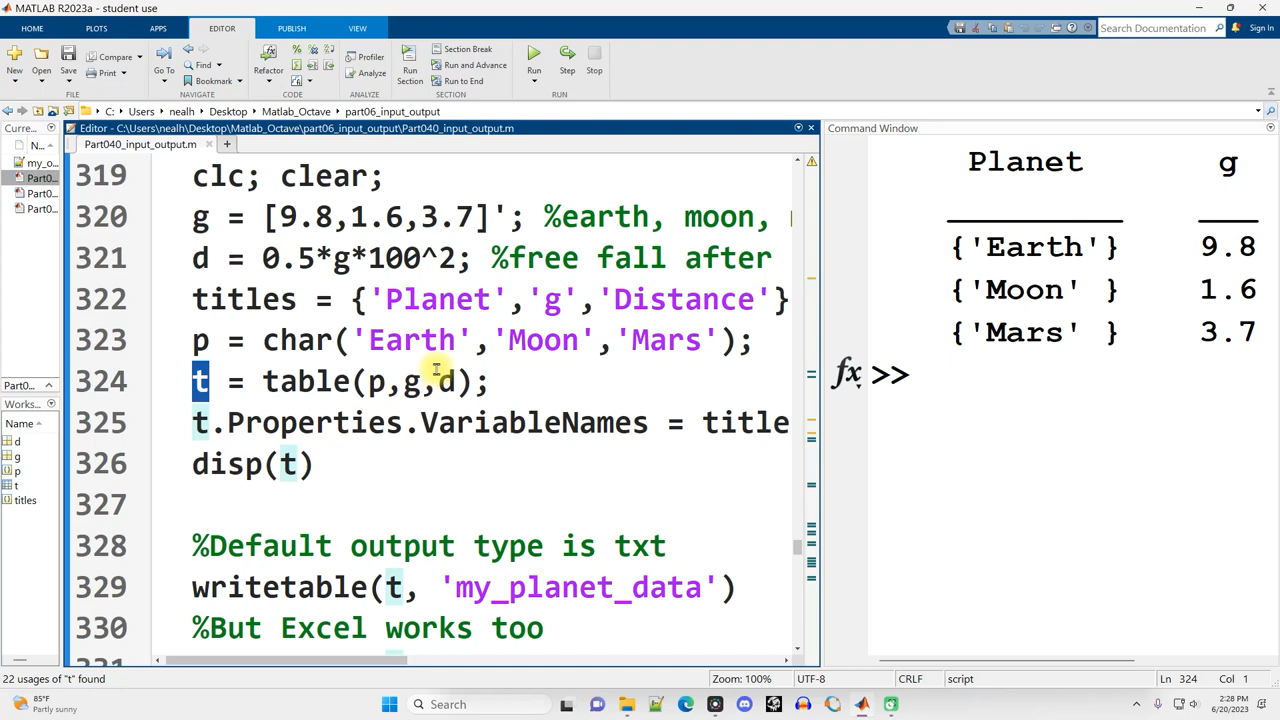 MATLAB R2023a - student use
HOME PLOTS APPS EDITOR PUBLISH VIEW
Search Documentation Sign In
New Open Save Compare Print Go To Find Bookmark Refactor Profiler Analyze Run Section Section Break Run and Advance Run to End Run Step Stop
FILE NAVIGATE CODE ANALYZE SECTION RUN
C: Users nealh Desktop Matlab_Octave part06_input_output
Curre... Editor - C:\Users\nealh\Desktop\Matlab_Octave\part06_input_output\Part040_input_output.m Command Window
N... Part040_input_output.m +
my_o
Part0
Part0
Part0
319 clc; clear;
320 g = [9.8,1.6,3.7]'; %earth, moon,
321 d = 0.5*g*100^2; %free fall after
322 titles = {'Planet','g','Distance'}
323 p = char('Earth','Moon','Mars');
324 t = table(p,g,d);
325 t.Properties.VariableNames = title
326 disp(t)
327
328 %Default output type is txt
329 writetable(t, 'my_planet_data')
330 %But Excel works too
Part0...
Works...
Name
d
g
p
t
titles
Planet g
{'Earth'} 9.8
{'Moon' } 1.6
{'Mars' } 3.7
fx >>
22 usages of "t" found Zoom: 100% UTF-8 CRLF script Ln 324 Col 1
85°F
Partly sunny
Search
2:28 PM
6/20/2023